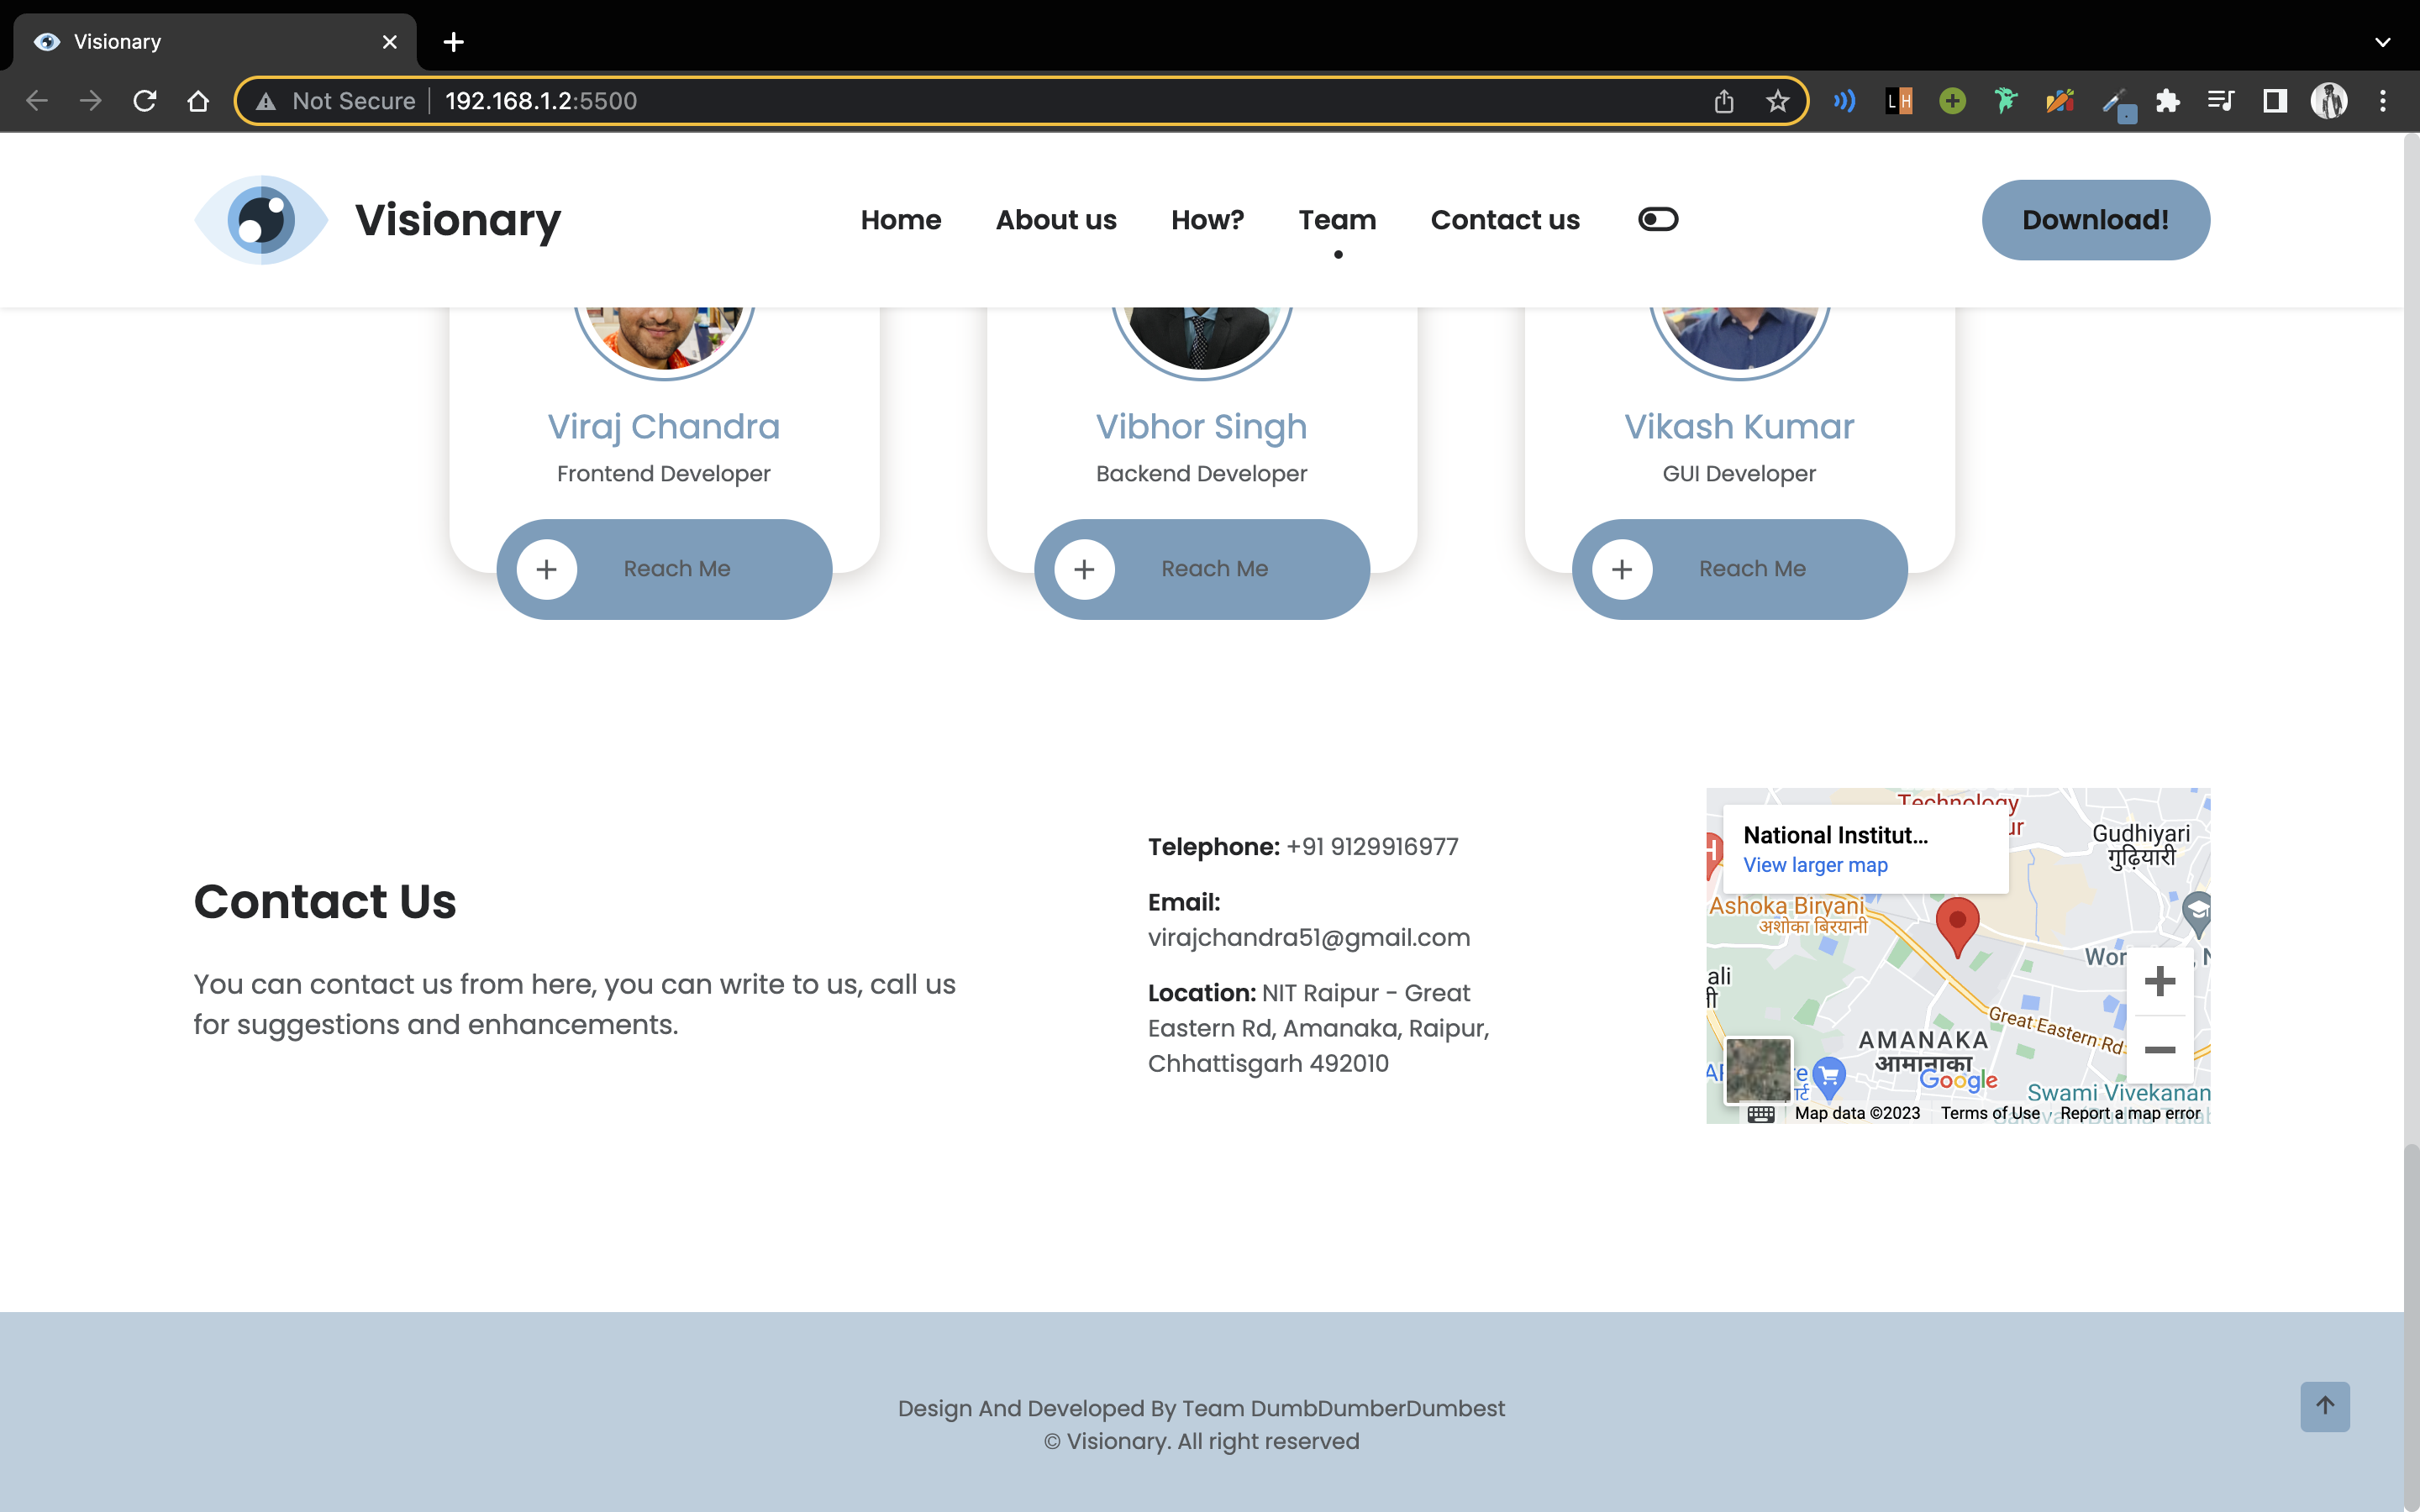 Visionary
Not Secure 192.168.1.2:5500
LH
Visionary
Home About us How? Team Contact us
Download!
Viraj Chandra
Frontend Developer
Reach Me
Vibhor Singh
Backend Developer
Reach Me
Vikash Kumar
GUI Developer
Reach Me
Contact Us
You can contact us from here, you can write to us, call us
for suggestions and enhancements.
Telephone: +91 9129916977
Email:
virajchandra51@gmail.com
Location: NIT Raipur - Great
Eastern Rd, Amanaka, Raipur,
Chhattisgarh 492010
Technology
ur
National Institut...
View larger map
Gudhiyari
गुढ़ियारी
H
Ashoka Biryani
अशोका बिरयानी
Wor
ali
Great Eastern Rd
AMANAKA
आमानाका
Google
Swami Vivekanan
Map data ©2023 Terms of Use Report a map error
Design And Developed By Team DumbDumberDumbest
© Visionary. All right reserved